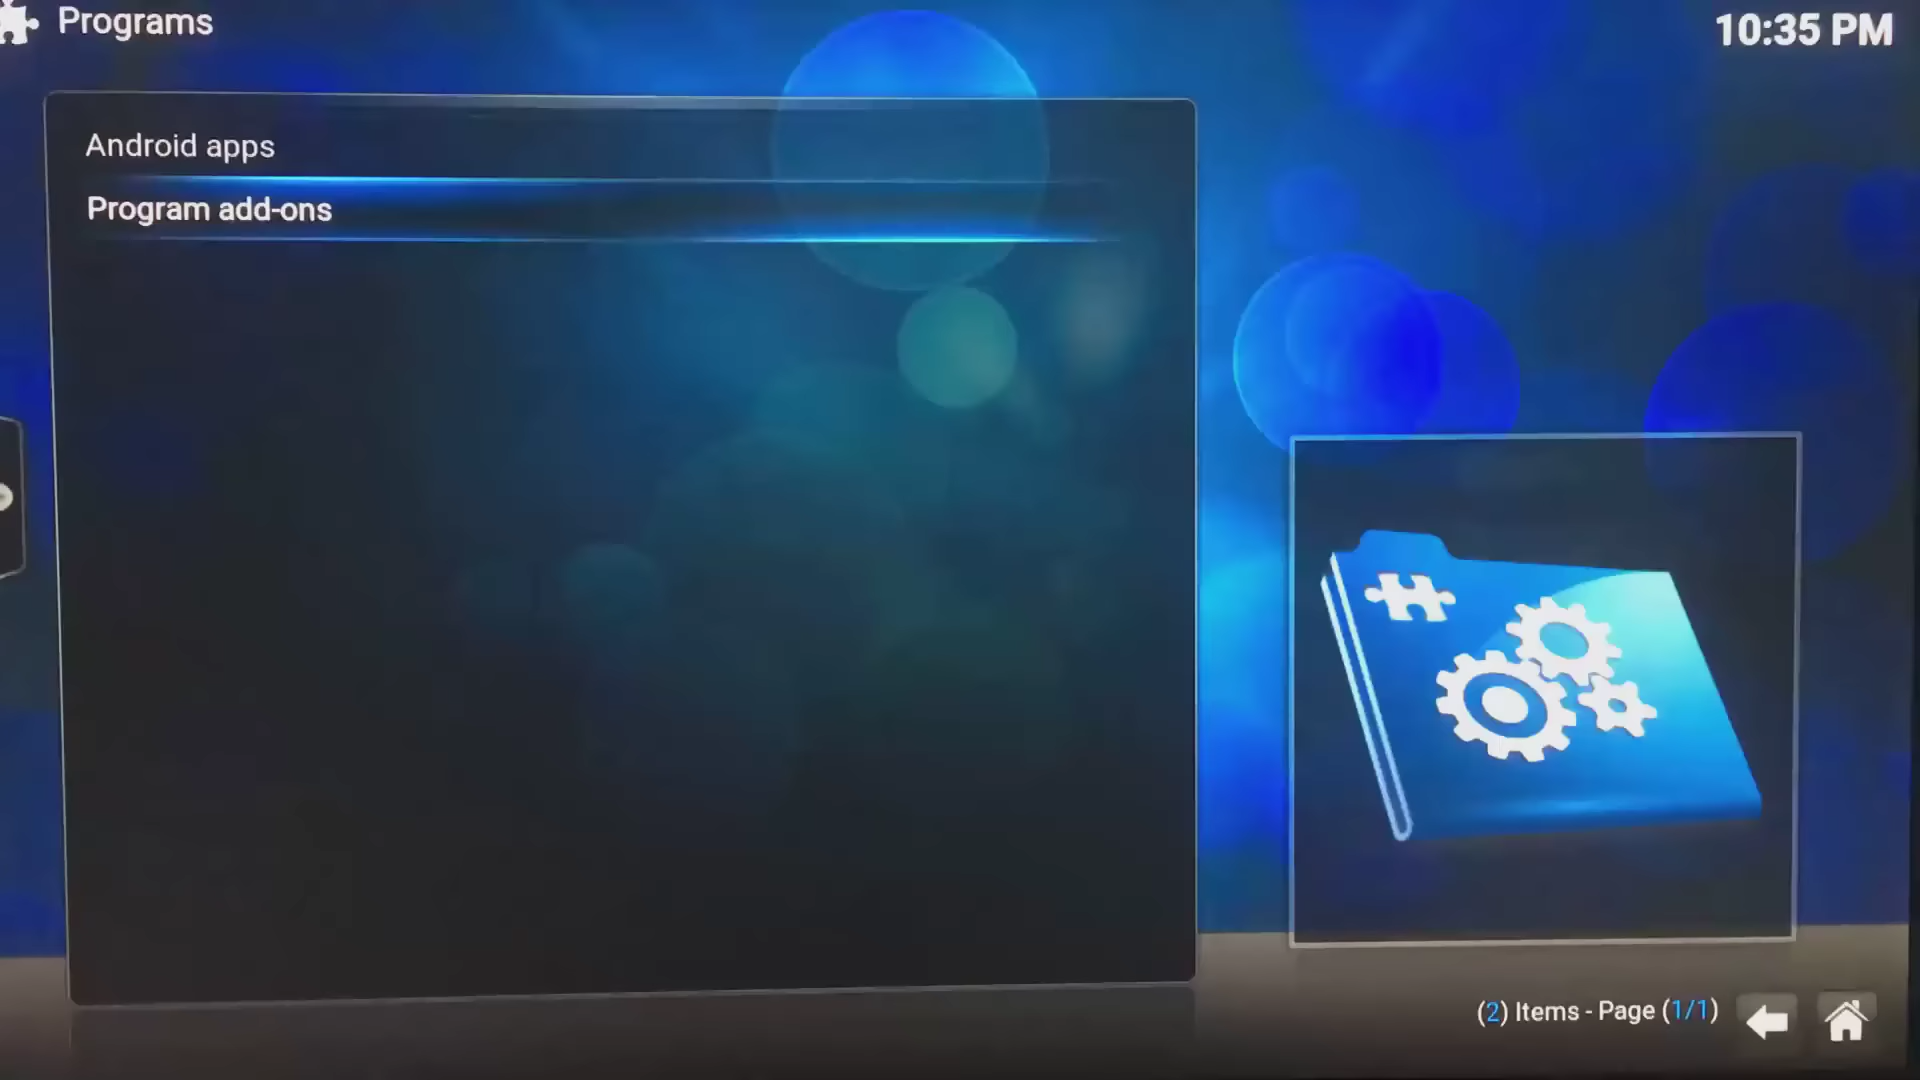 Programs
10:35 PM
Android apps
Program add-ons
(2) Items - Page (1/1)